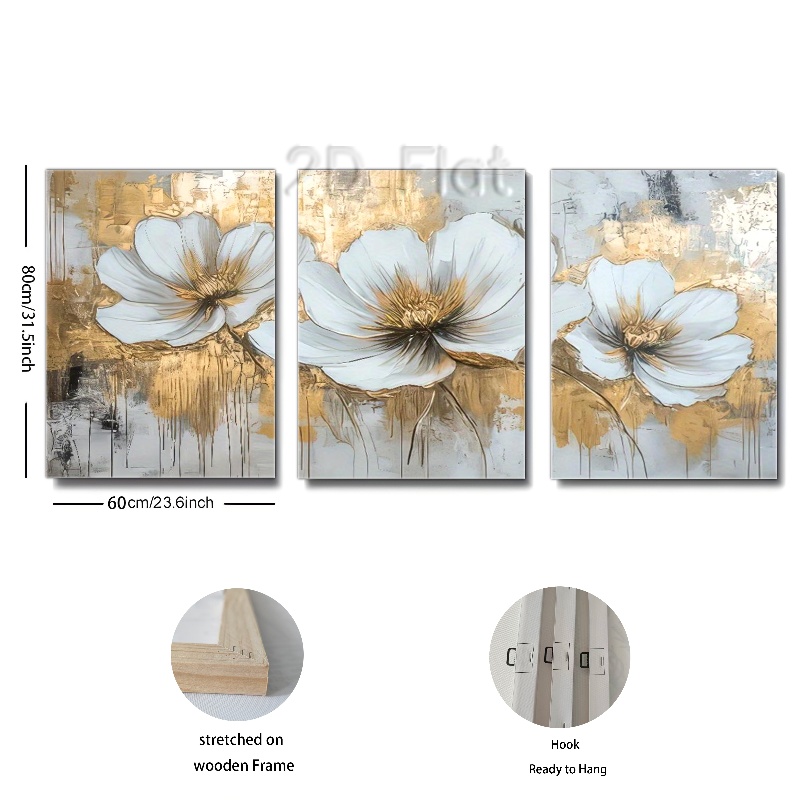 2D Flat
80cm/31.5inch
60cm/23.6inch
stretched on
wooden Frame
Hook
Ready to Hang